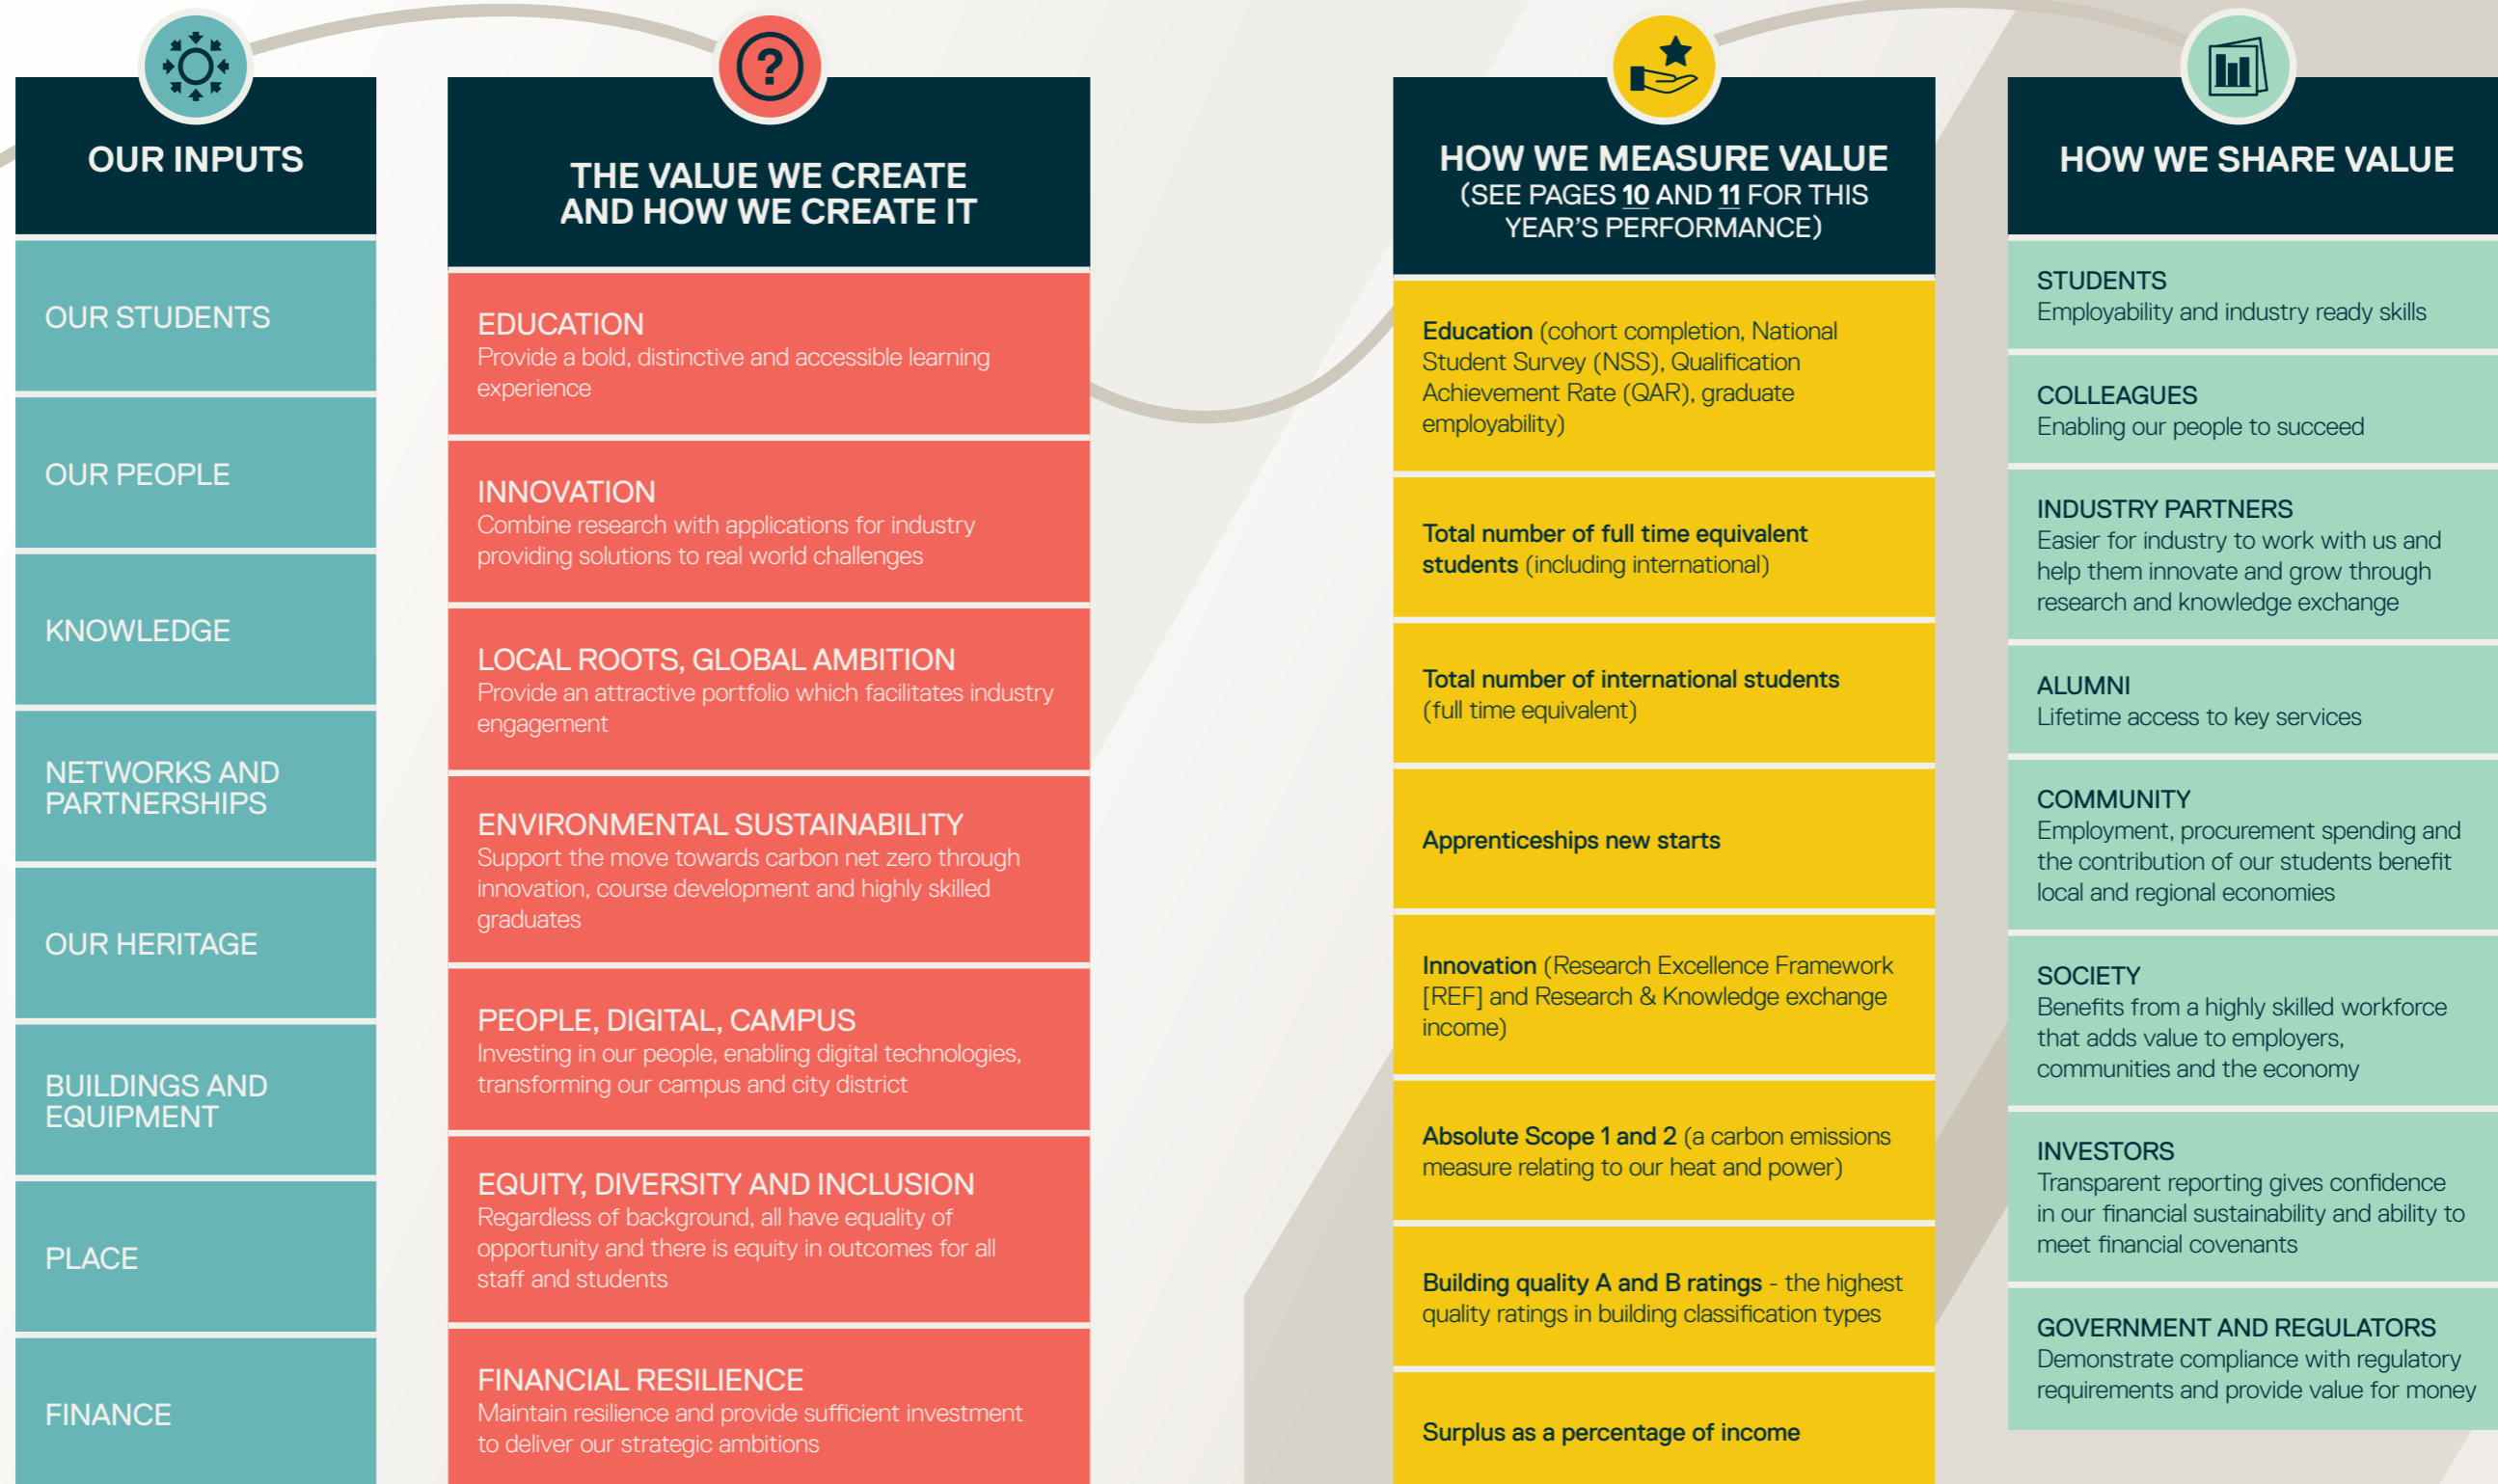 OUR INPUTS
OUR STUDENTS
OUR PEOPLE
KNOWLEDGE
NETWORKS AND
PARTNERSHIPS
OUR HERITAGE
BUILDINGS AND
EQUIPMENT
PLACE
FINANCE
?
THE VALUE WE CREATE
AND HOW WE CREATE IT
EDUCATION
Provide a bold, distinctive and accessible learning
experience
INNOVATION
Combine research with applications for industry
providing solutions to real world challenges
LOCAL ROOTS, GLOBAL AMBITION
Provide an attractive portfolio which facilitates industry
engagement
ENVIRONMENTAL SUSTAINABILITY
Support the move towards carbon net zero through
innovation, course development and highly skilled
graduates
PEOPLE, DIGITAL, CAMPUS
Investing in our people, enabling digital technologies,
transforming our campus and city district
EQUITY, DIVERSITY AND INCLUSION
Regardless of background, all have equality of
opportunity and there is equity in outcomes for all
staff and students
FINANCIAL RESILIENCE
Maintain resilience and provide sufficient investment
to deliver our strategic ambitions
HOW WE MEASURE VALUE
(SEE PAGES 10 AND 11 FOR THIS
YEAR'S PERFORMANCE)
Education (cohort completion, National
Student Survey (NSS), Qualification
Achievement Rate (QAR), graduate
employability)
Total number of full time equivalent
students (including international)
Total number of international students
(full time equivalent)
Apprenticeships new starts
Innovation (Research Excellence Framework
[REF] and Research & Knowledge exchange
income)
Absolute Scope 1 and 2 (a carbon emissions
measure relating to our heat and power)
Building quality A and B ratings - the highest
quality ratings in building classification types
Surplus as a percentage of income
HOW WE SHARE VALUE
STUDENTS
Employability and industry ready skills
COLLEAGUES
Enabling our people to succeed
INDUSTRY PARTNERS
Easier for industry to work with us and
help them innovate and grow through
research and knowledge exchange
ALUMNI
Lifetime access to key services
COMMUNITY
Employment, procurement spending and
the contribution of our students benefit
local and regional economies
SOCIETY
Benefits from a highly skilled workforce
that adds value to employers,
communities and the economy
INVESTORS
Transparent reporting gives confidence
in our financial sustainability and ability to
meet financial covenants
GOVERNMENT AND REGULATORS
Demonstrate compliance with regulatory
requirements and provide value for money